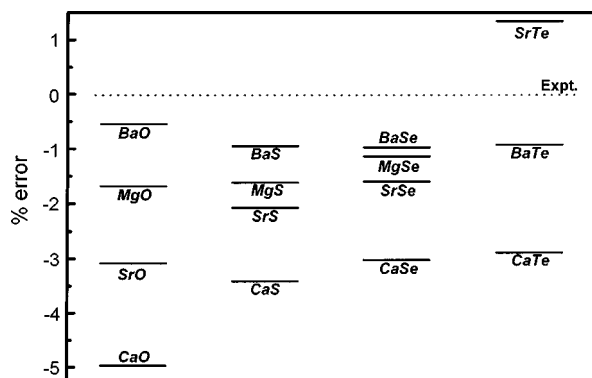 1
SrTe
0
Expt.
BaO
BaS
BaSe
BaTe
-1
MgSe
MgO
MgS
SrSe
-2
SrS
% error
-3
SrO
CaS
CaSe
CaTe
-4
CaO
-5